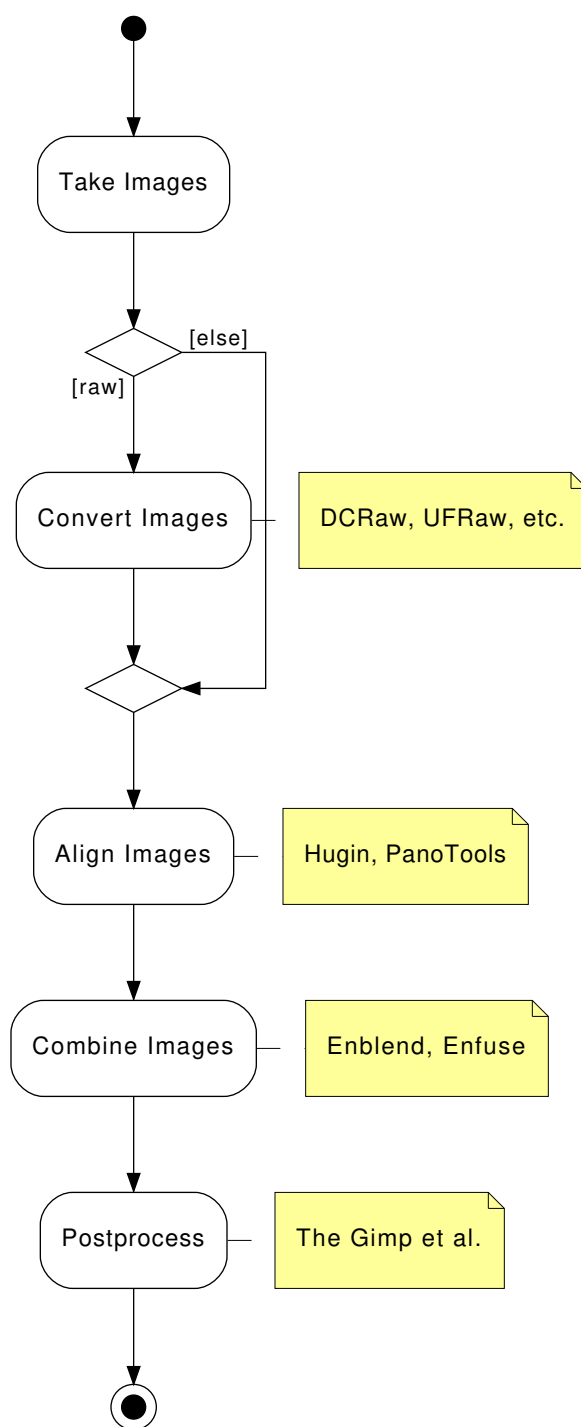 Take Images
[else]
[raw]
Convert Images
DCRaw, UFRaw, etc.
Align Images
Hugin, PanoTools
Combine Images
Enblend, Enfuse
Postprocess
The Gimp et al.